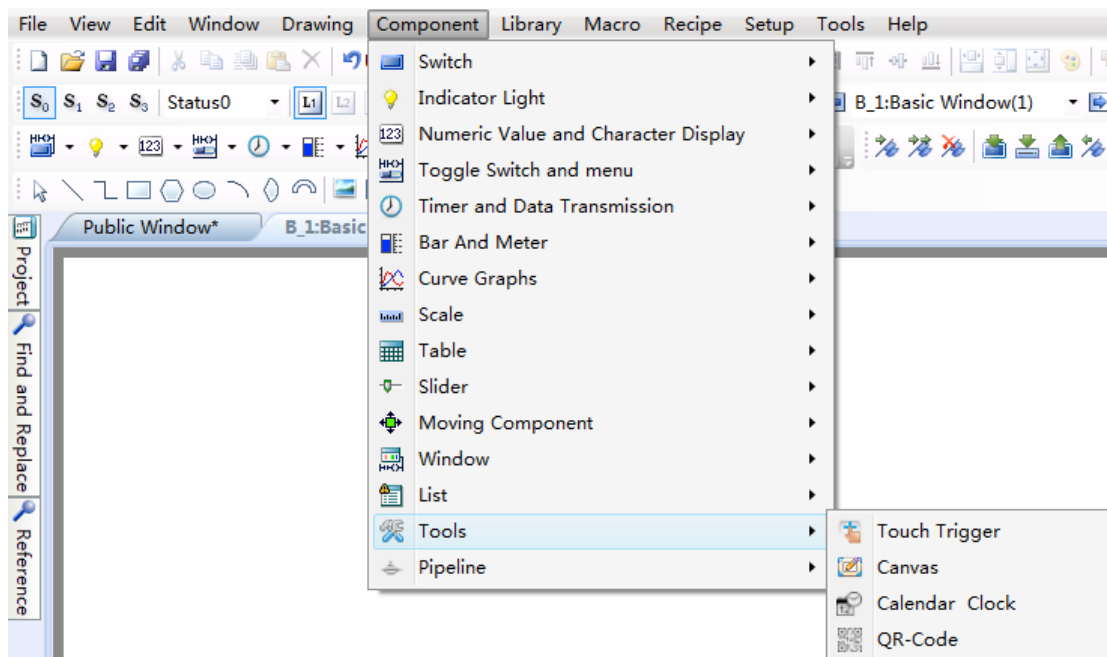 File View Edit Window Drawing Component Library Macro Recipe Setup Tools Help
S0 S1 S2 S3 Status0 L1 L2
B_1:Basic Window(1)
123
Public Window*
B_1:Basic
Project
Find and Replace
Reference
Switch
Indicator Light
123 Numeric Value and Character Display
Toggle Switch and menu
Timer and Data Transmission
Bar And Meter
Curve Graphs
Scale
Table
Slider
Moving Component
Window
List
Tools
Pipeline
Touch Trigger
Canvas
Calendar Clock
QR-Code